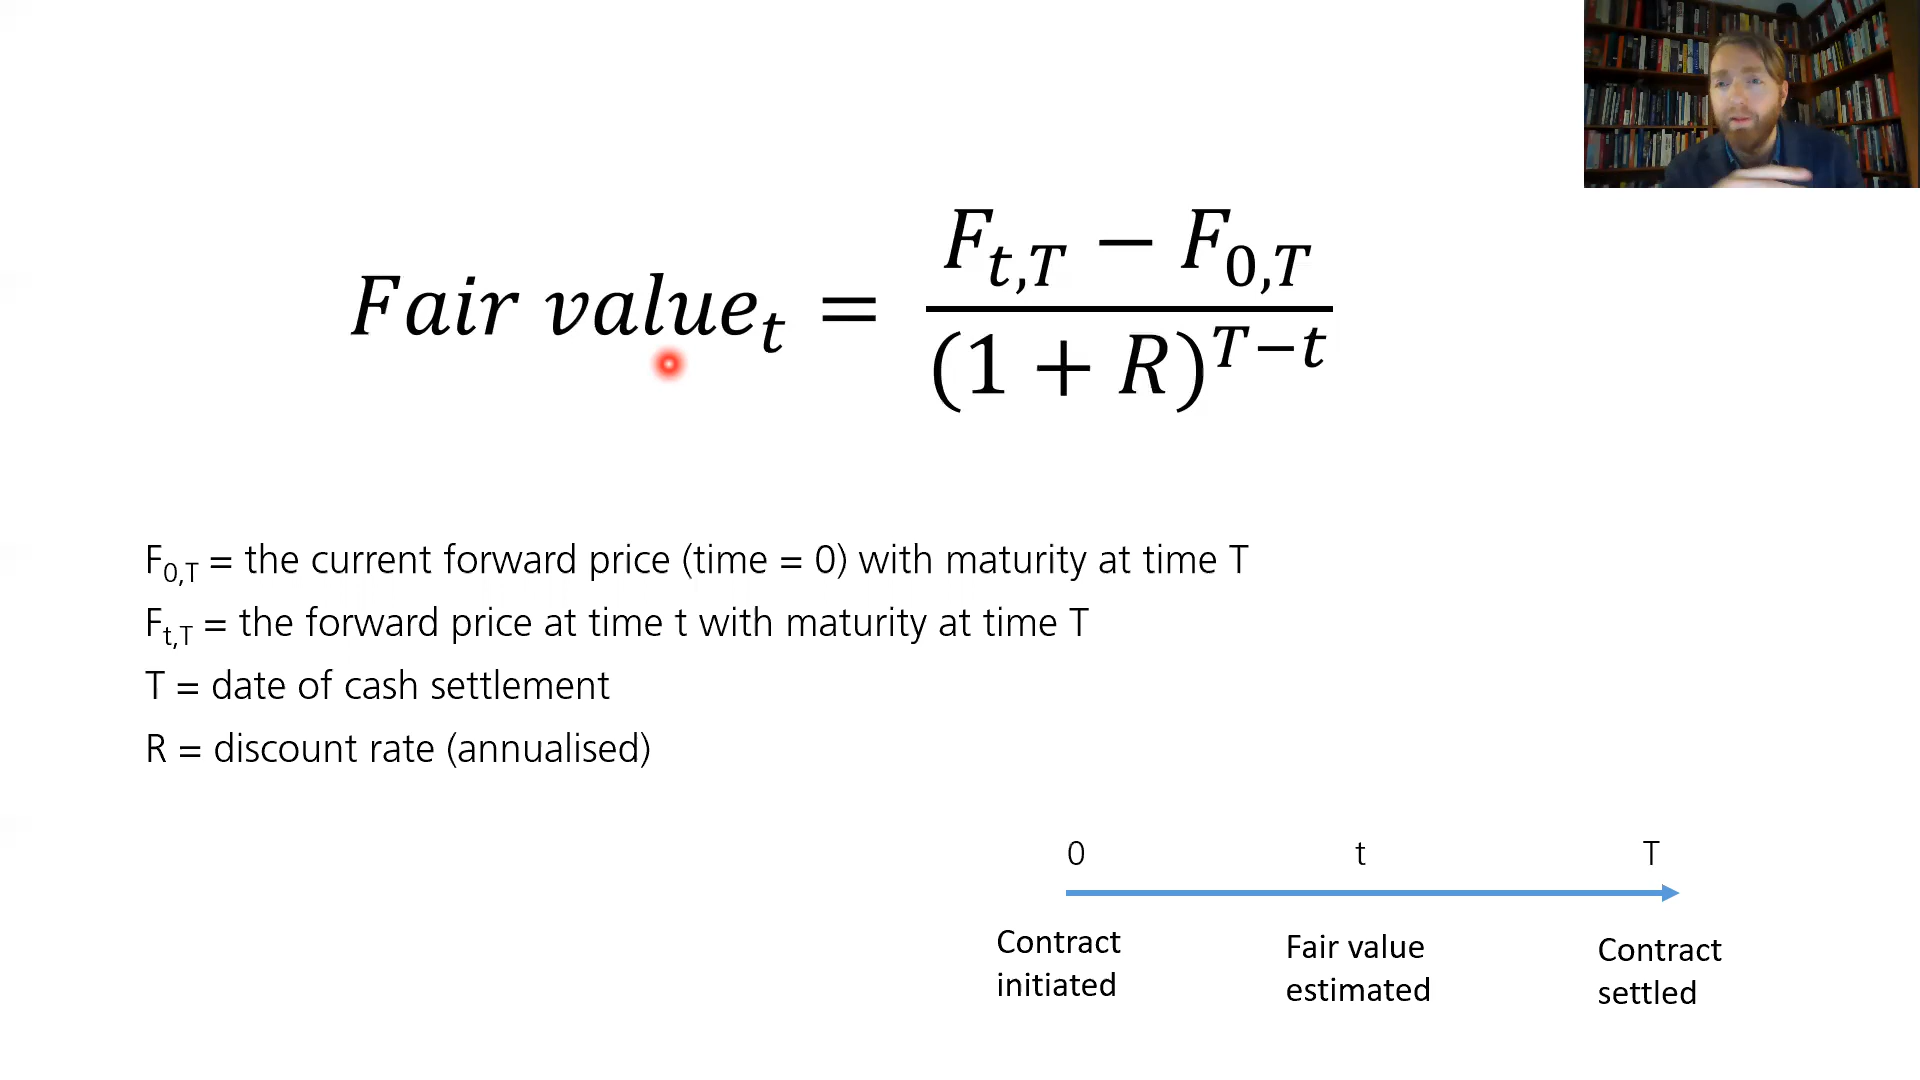 Fair value_t = (F_t,T − F_0,T) / (1 + R)^(T−t)
F0,T = the current forward price (time = 0) with maturity at time T
Ft,T = the forward price at time t with maturity at time T
T = date of cash settlement
R = discount rate (annualised)
0 t T
Contract initiated
Fair value estimated
Contract settled